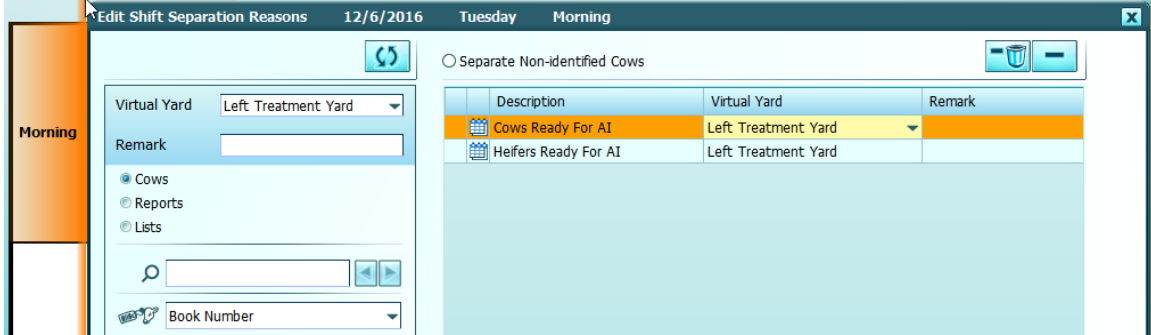 Edit Shift Separation Reasons 12/6/2016 Tuesday Morning
Morning
Virtual Yard Left Treatment Yard
Remark
Cows
Reports
Lists
Book Number
Separate Non-identified Cows
Description Virtual Yard Remark
Cows Ready For AI Left Treatment Yard
Heifers Ready For AI Left Treatment Yard